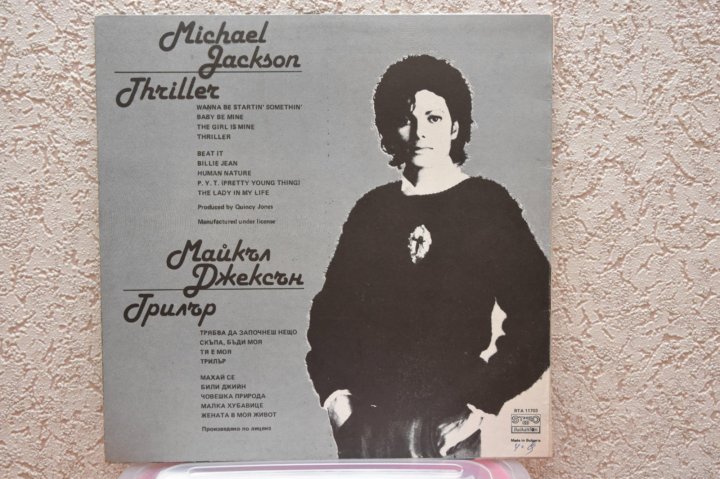 Michael
Jackson
Thriller
WANNA BE STARTIN' SOMETHIN'
BABY BE MINE
THE GIRL IS MINE
THRILLER
BEAT IT
BILLIE JEAN
HUMAN NATURE
P. Y. T. (PRETTY YOUNG THING)
THE LADY IN MY LIFE
Produced by Quincy Jones
Manufactured under license
Майкъл
Джексън
Трилър
ТРЯБВА ДА ЗАПОЧНЕШ НЕЩО
СКЪПА, БЪДИ МОЯ
ТЯ Е МОЯ
ТРИЛЪР
МАХАЙ СЕ
БИЛИ ДЖИЙН
ЧОВЕШКА ПРИРОДА
МАЛКА ХУБАВИЦЕ
ЖЕНАТА В МОЯ ЖИВОТ
Произведено по лиценз
ВТА 11703
balkanton
Made in Bulgaria